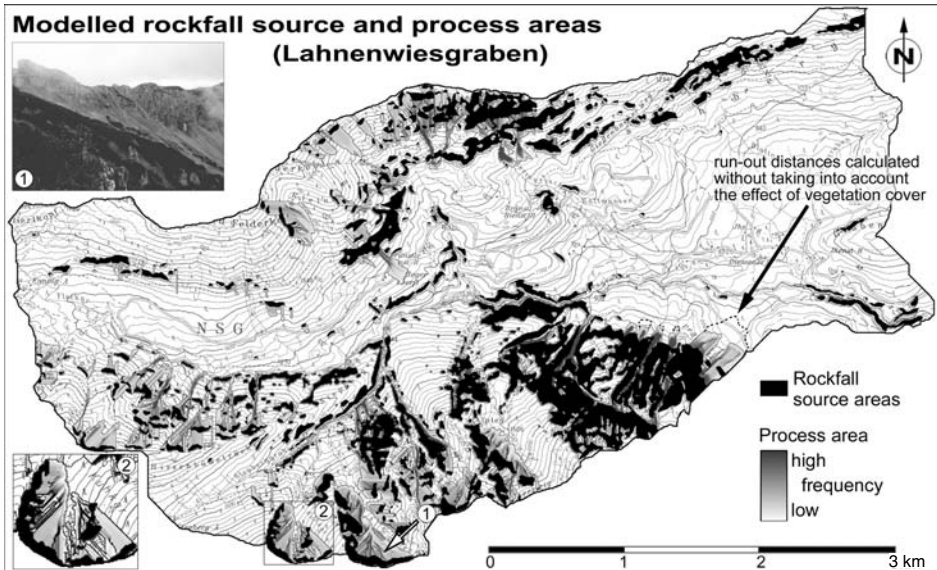 Modelled rockfall source and process areas
(Lahnenwiesgraben)
N
1
run-out distances calculated
without taking into account
the effect of vegetation cover
NSG
Rockfall
source areas
Process area
high
frequency
low
2
2
1
0
1
2
3 km